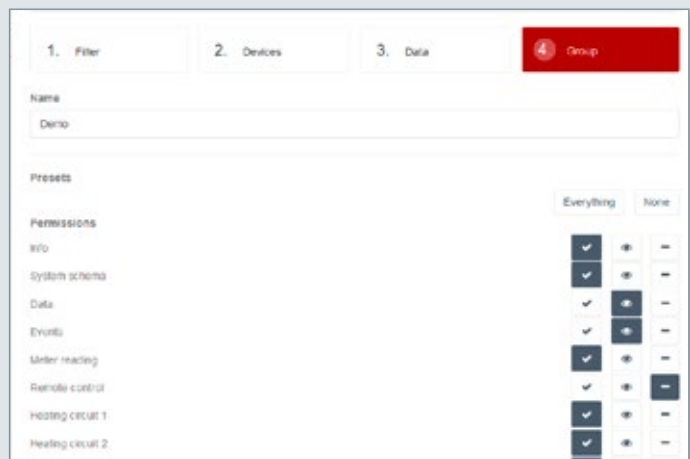 1. Filter
2. Devices
3. Data
4 Group
Name
Demo
Presets
Everything None
Permissions
Info
System schema
Data
Events
Meter reading
Remote control
Heating circuit 1
Heating circuit 2